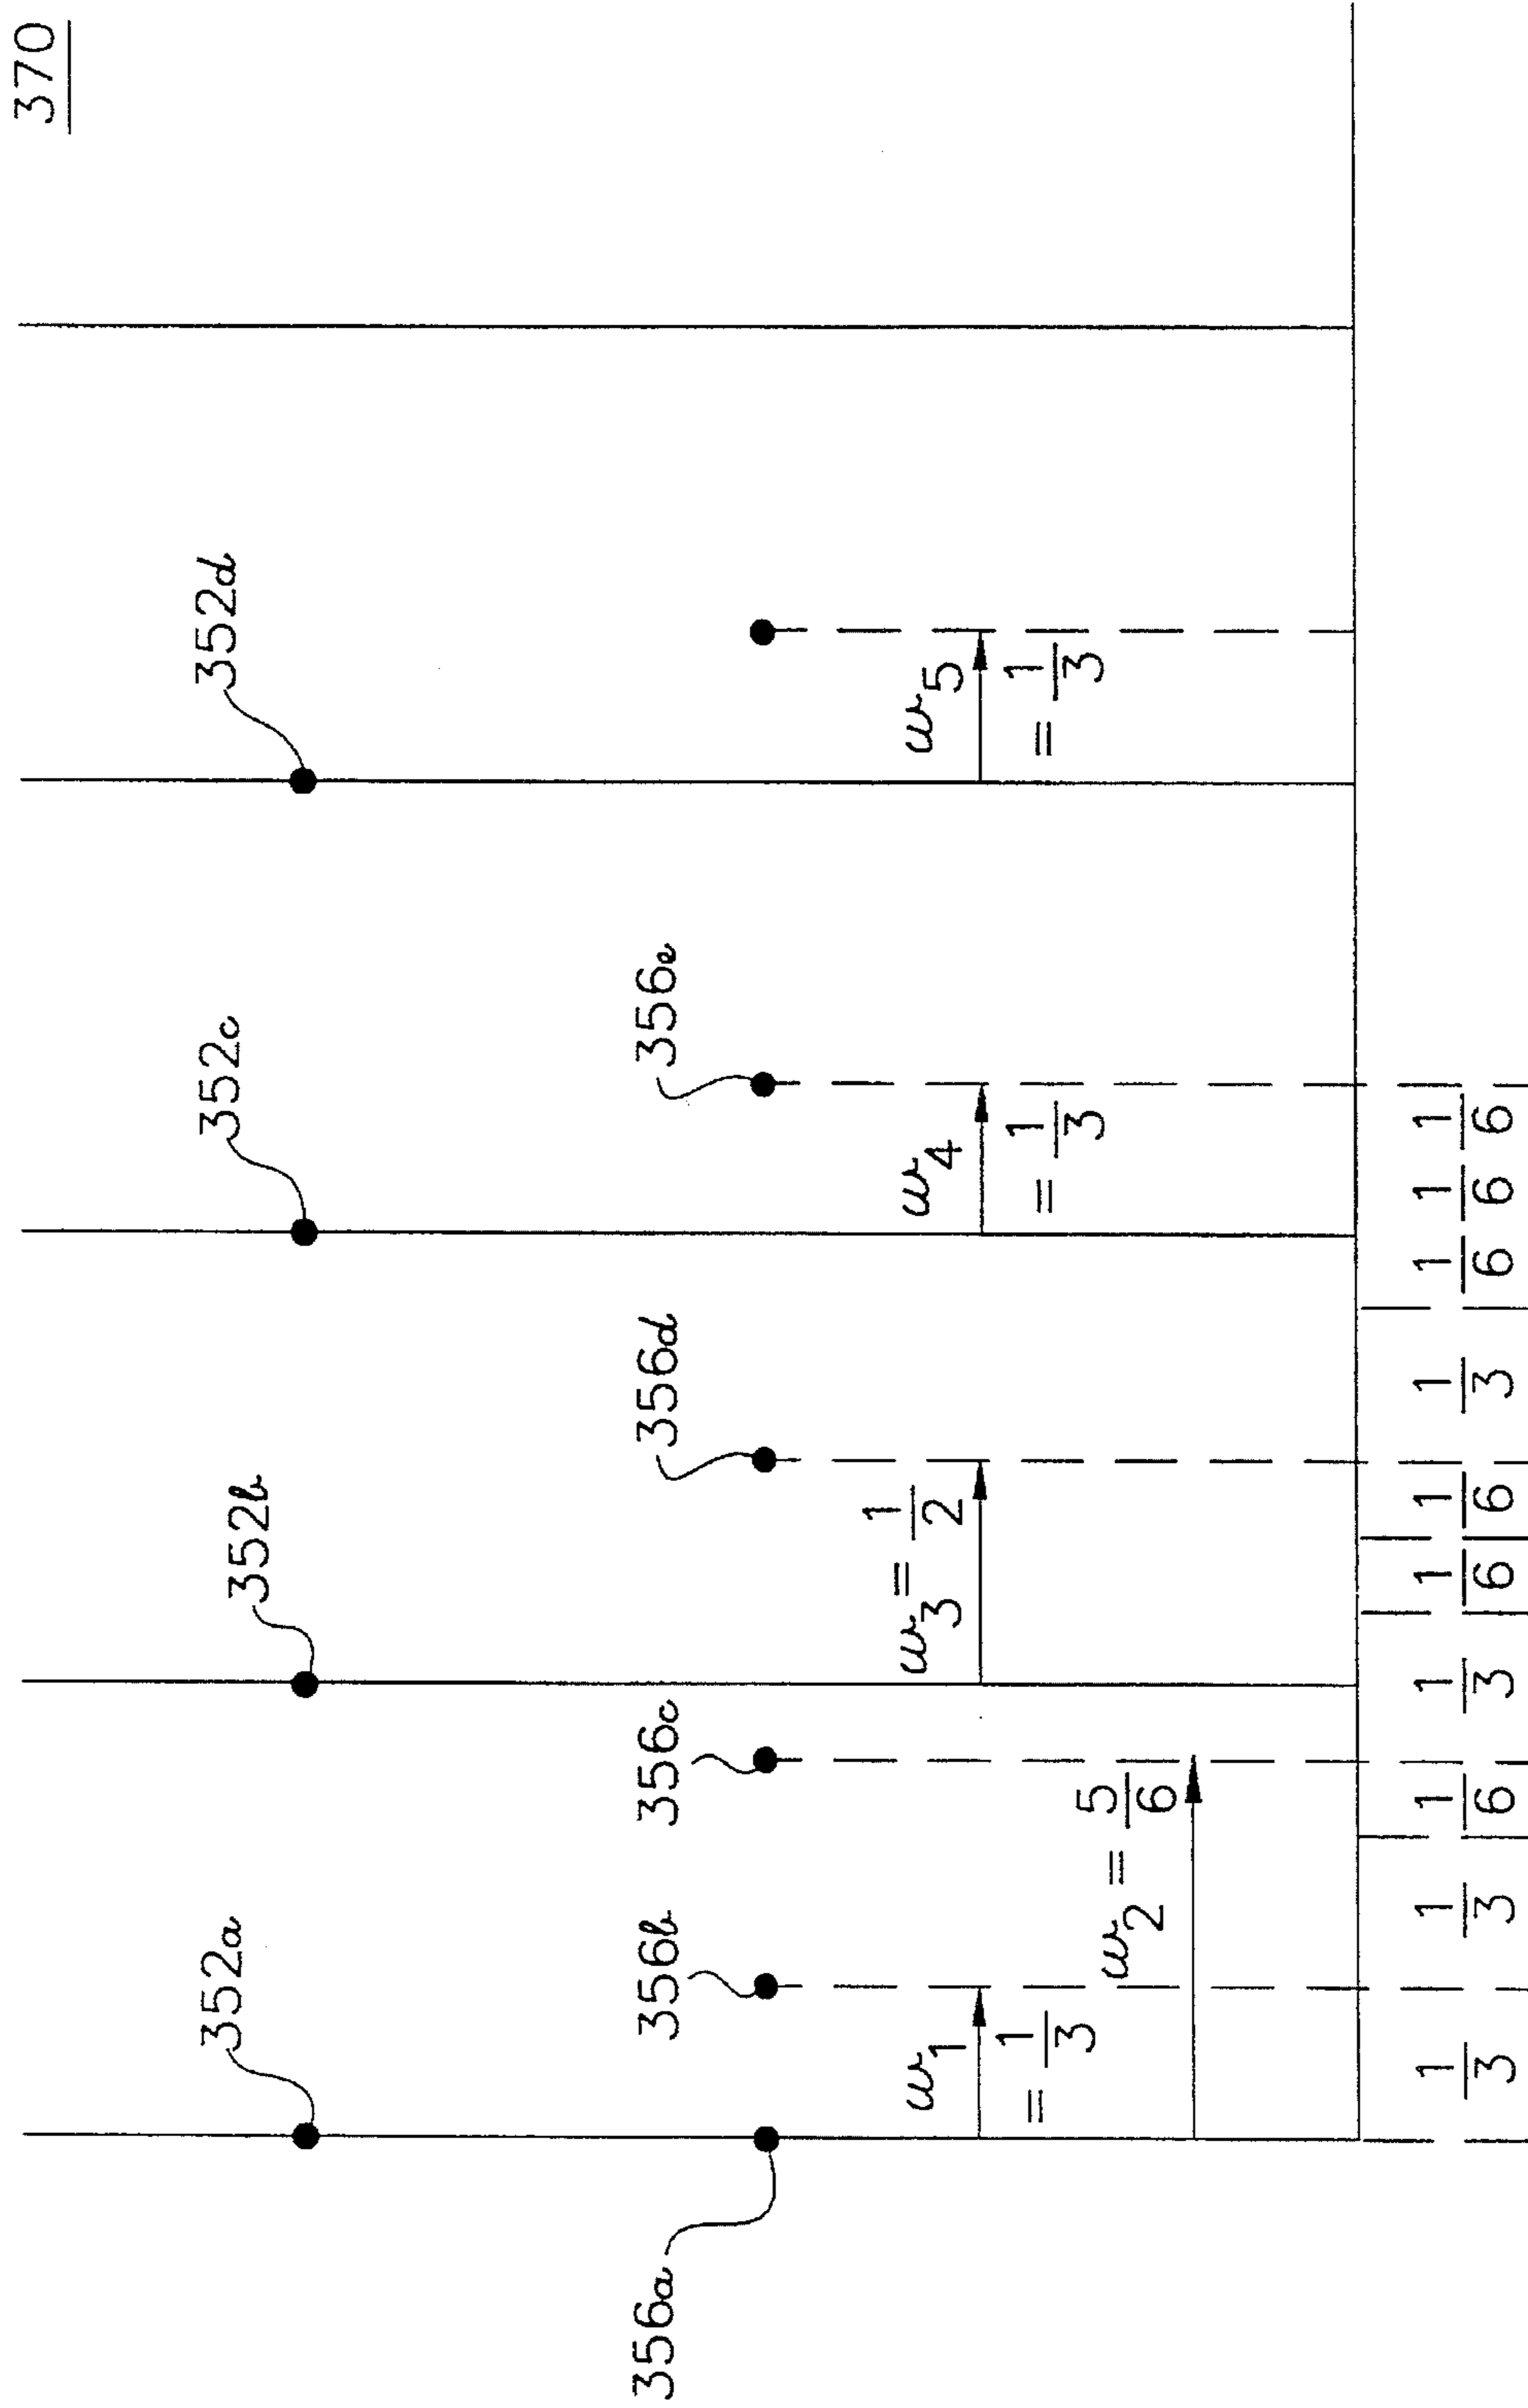 370
352a
352b
352c
352d
356a
356b
356c
356d
356e
w1
= 1/3
w2 = 5/6
w3 = 1/2
w4
= 1/3
w5
= 1/3
1/3 1/3 1/6 1/3 1/6 1/6 1/3 1/6 1/6 1/6